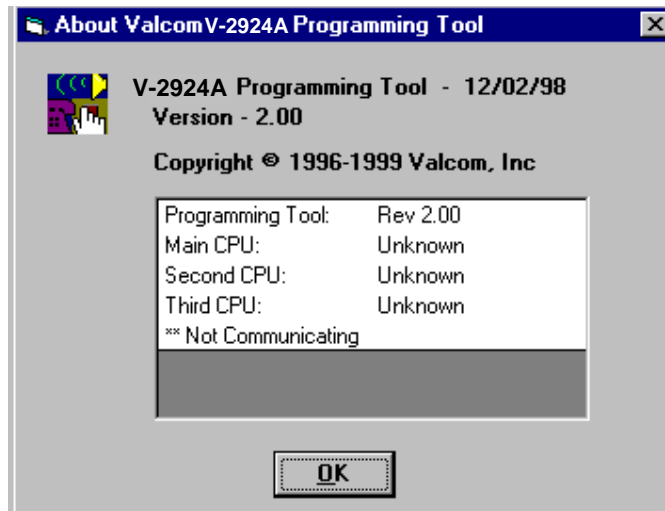 About Valcom V-2924A Programming Tool
V-2924A Programming Tool - 12/02/98
Version - 2.00
Copyright © 1996-1999 Valcom, Inc
Programming Tool: Rev 2.00
Main CPU: Unknown
Second CPU: Unknown
Third CPU: Unknown
** Not Communicating
OK